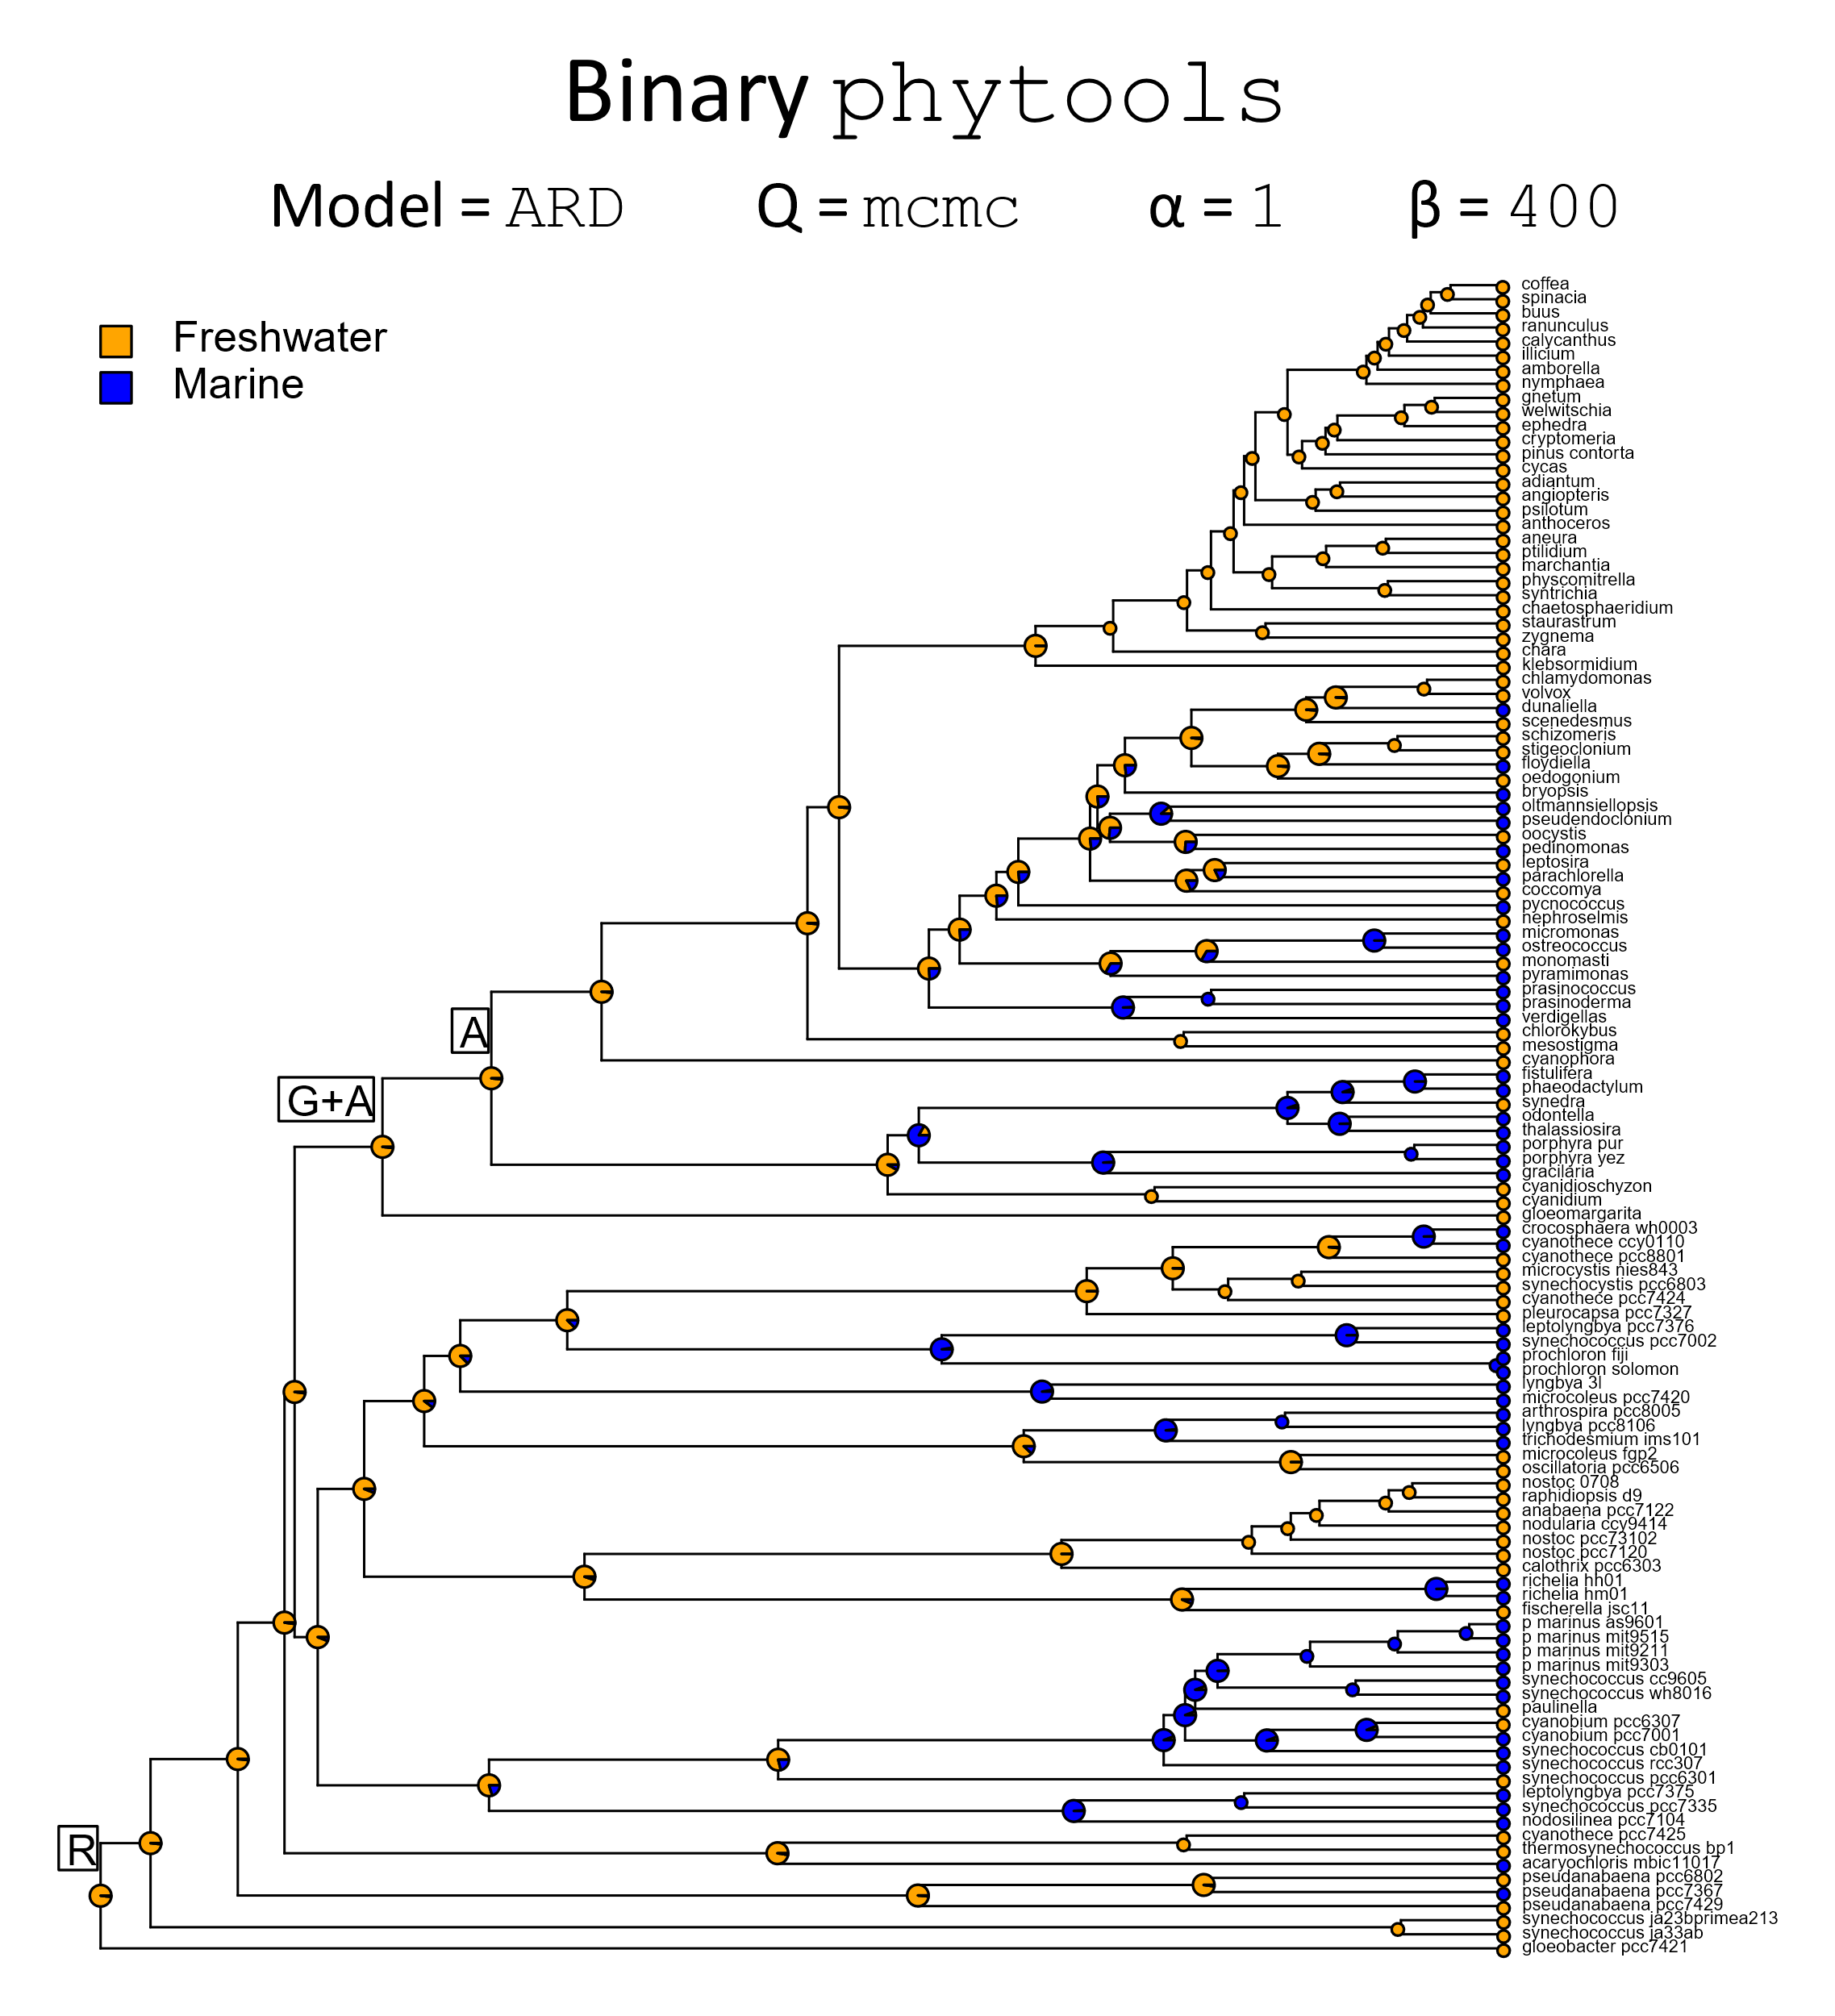 Binary phytools
Model = ARD Q = mcmc α = 1 β = 400
Freshwater
Marine
coffea
spinacia
buus
ranunculus
calycanthus
illicium
amborella
nymphaea
gnetum
welwitschia
ephedra
cryptomeria
pinus contorta
cycas
adiantum
angiopteris
psilotum
anthoceros
aneura
ptilidium
marchantia
physcomitrella
syntrichia
chaetosphaeridium
staurastrum
zygnema
chara
klebsormidium
chlamydomonas
volvox
dunaliella
scenedesmus
schizomeris
stigeoclonium
floydiella
oedogonium
bryopsis
oltmannsiellopsis
pseudendoclonium
oocystis
pedinomonas
leptosira
parachlorella
coccomya
pycnococcus
nephroselmis
micromonas
ostreococcus
monomasti
pyramimonas
prasinococcus
prasinoderma
verdigellas
chlorokybus
mesostigma
cyanophora
A
fistulifera
phaeodactylum
synedra
odontella
thalassiosira
G+A
porphyra pur
porphyra yez
gracilaria
cyanidioschyzon
cyanidium
gloeomargarita
crocosphaera wh0003
cyanothece ccy0110
cyanothece pcc8801
microcystis nies843
synechocystis pcc6803
cyanothece pcc7424
pleurocapsa pcc7327
leptolyngbya pcc7376
synechococcus pcc7002
prochloron fiji
prochloron solomon
lyngbya 3l
microcoleus pcc7420
arthrospira pcc8005
lyngbya pcc8106
trichodesmium ims101
microcoleus fgp2
oscillatoria pcc6506
nostoc 0708
raphidiopsis d9
anabaena pcc7122
nodularia ccy9414
nostoc pcc73102
nostoc pcc7120
calothrix pcc6303
richelia hh01
richelia hm01
fischerella jsc11
p marinus as9601
p marinus mit9515
p marinus mit9211
p marinus mit9303
synechococcus cc9605
synechococcus wh8016
paulinella
cyanobium pcc6307
cyanobium pcc7001
synechococcus cb0101
synechococcus rcc307
synechococcus pcc6301
leptolyngbya pcc7375
synechococcus pcc7335
nodosilinea pcc7104
cyanothece pcc7425
thermosynechococcus bp1
R
acaryochloris mbic11017
pseudanabaena pcc6802
pseudanabaena pcc7367
pseudanabaena pcc7429
synechococcus ja23bprimea213
synechococcus ja33ab
gloeobacter pcc7421